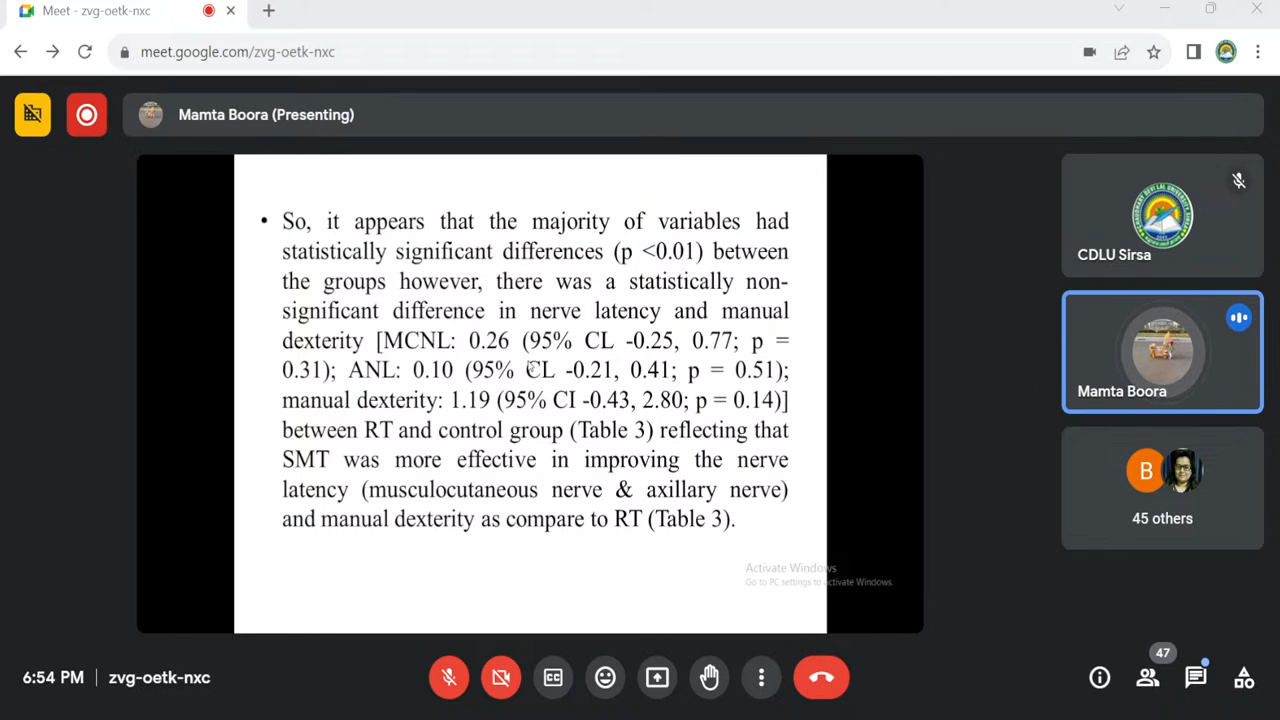 Meet - zvg-oetk-nxc
meet.google.com/zvg-oetk-nxc
Mamta Boora (Presenting)
• So, it appears that the majority of variables had
statistically significant differences (p <0.01) between
the groups however, there was a statistically non-
significant difference in nerve latency and manual
dexterity [MCNL: 0.26 (95% CL -0.25, 0.77; p =
0.31); ANL: 0.10 (95% CL -0.21, 0.41; p = 0.51);
manual dexterity: 1.19 (95% CI -0.43, 2.80; p = 0.14)]
between RT and control group (Table 3) reflecting that
SMT was more effective in improving the nerve
latency (musculocutaneous nerve & axillary nerve)
and manual dexterity as compare to RT (Table 3).
Activate Windows
Go to PC settings to activate Windows.
CDLU Sirsa
Mamta Boora
B
45 others
6:54 PM | zvg-oetk-nxc
CC
47